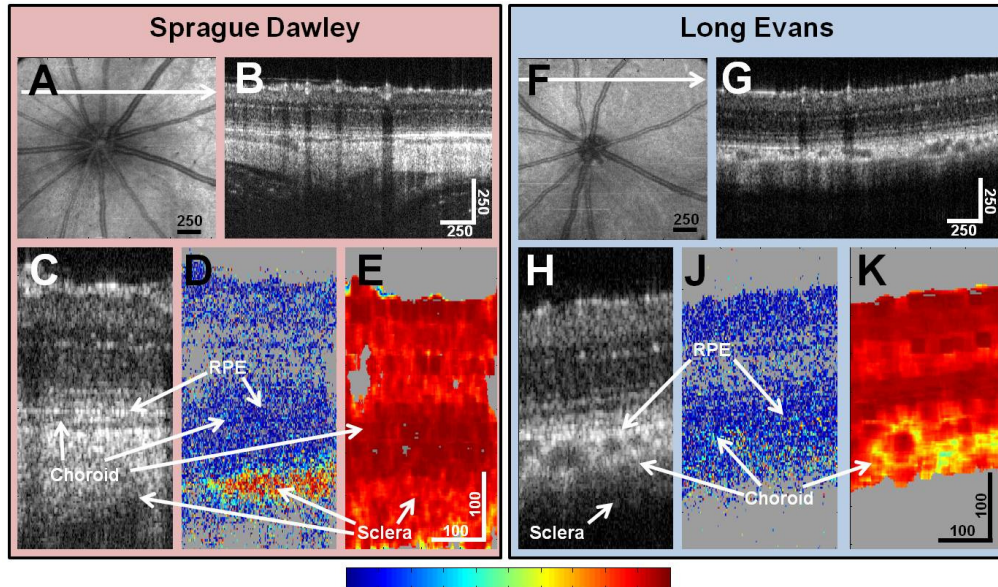 Sprague Dawley
Long Evans
A
B
F
G
250
250
250
250
250
250
C
D
E
H
J
K
RPE
RPE
Choroid
Choroid
Sclera
Sclera
100
100
100
100